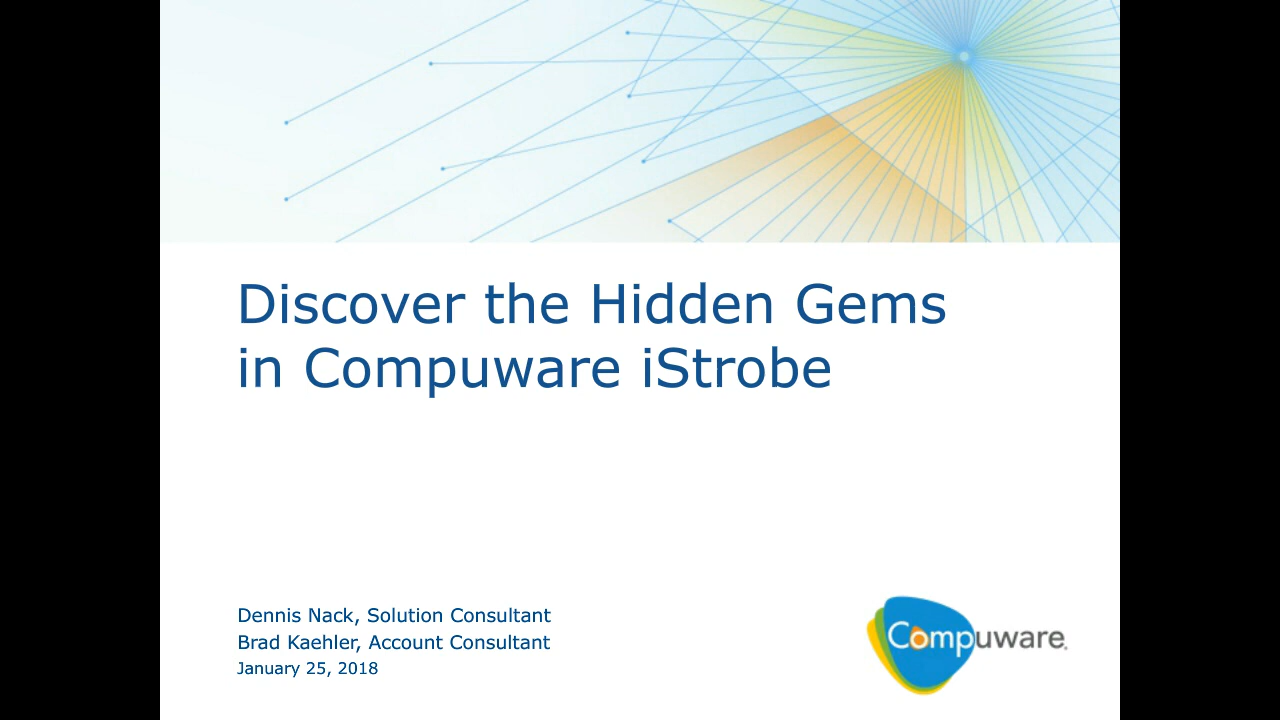 Discover the Hidden Gems
in Compuware iStrobe
Dennis Nack, Solution Consultant
Brad Kaehler, Account Consultant
January 25, 2018
Compuware.